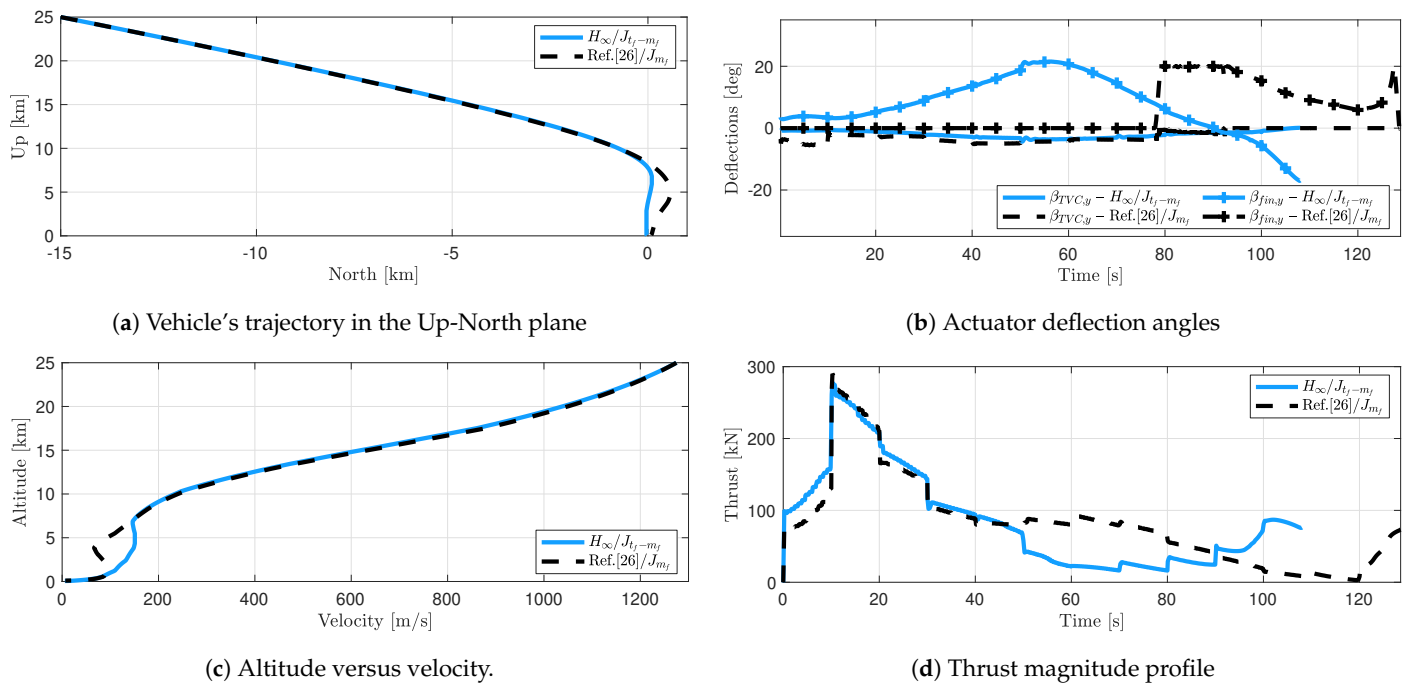 25
20
15
10
5
0
Up [km]
-15
-10
-5
0
North [km]
H∞/J_{t_f−m_f}
Ref.[26]/J_{m_f}
(a) Vehicle's trajectory in the Up-North plane
20
0
-20
Deflections [deg]
20
40
60
80
100
120
Time [s]
β_{TVC,y} − H∞/J_{t_f−m_f}
β_{fin,y} − H∞/J_{t_f−m_f}
β_{TVC,y} − Ref.[26]/J_{m_f}
β_{fin,y} − Ref.[26]/J_{m_f}
(b) Actuator deflection angles
25
20
15
10
5
0
Altitude [km]
0
200
400
600
800
1000
1200
Velocity [m/s]
H∞/J_{t_f−m_f}
Ref.[26]/J_{m_f}
(c) Altitude versus velocity.
300
200
100
0
Thrust [kN]
0
20
40
60
80
100
120
Time [s]
H∞/J_{t_f−m_f}
Ref.[26]/J_{m_f}
(d) Thrust magnitude profile